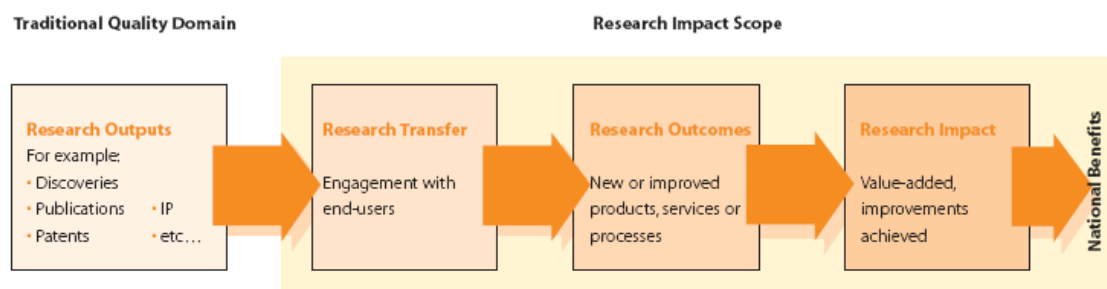 Traditional Quality Domain
Research Impact Scope
Research Outputs
For example:
• Discoveries
• Publications • IP
• Patents • etc...
Research Transfer
Engagement with
end-users
Research Outcomes
New or improved
products, services or
processes
Research Impact
Value-added,
improvements
achieved
National Benefits